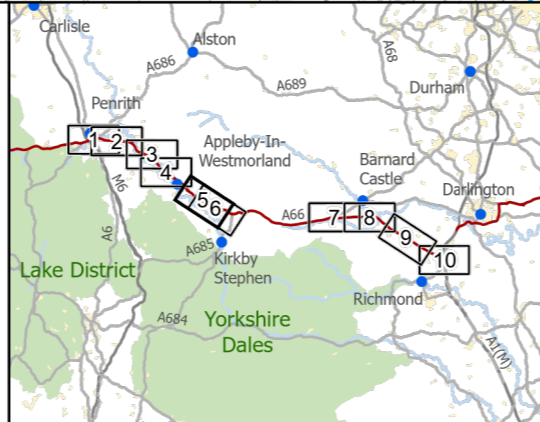 Carlisle
Alston
A686
A68
A689
Durham
Penrith
1
2
3
4
5
6
Appleby-In-
Westmorland
Barnard
Castle
Darlington
M6
A6
A66
7
8
9
10
A685
Kirkby
Stephen
Lake District
Richmond
A684
Yorkshire
Dales
A1(M)